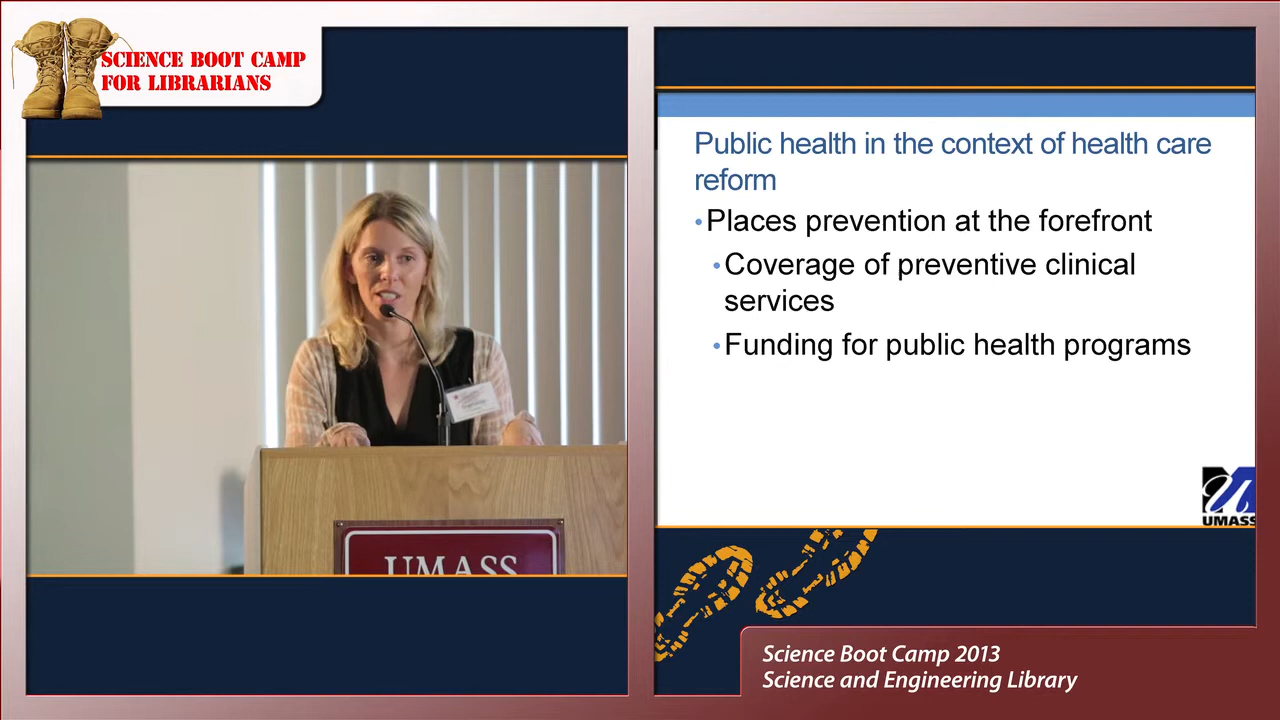 SCIENCE BOOT CAMP
FOR LIBRARIANS
UMASS
Public health in the context of health care
reform
•Places prevention at the forefront
•Coverage of preventive clinical
services
•Funding for public health programs
UMASS
Science Boot Camp 2013
Science and Engineering Library